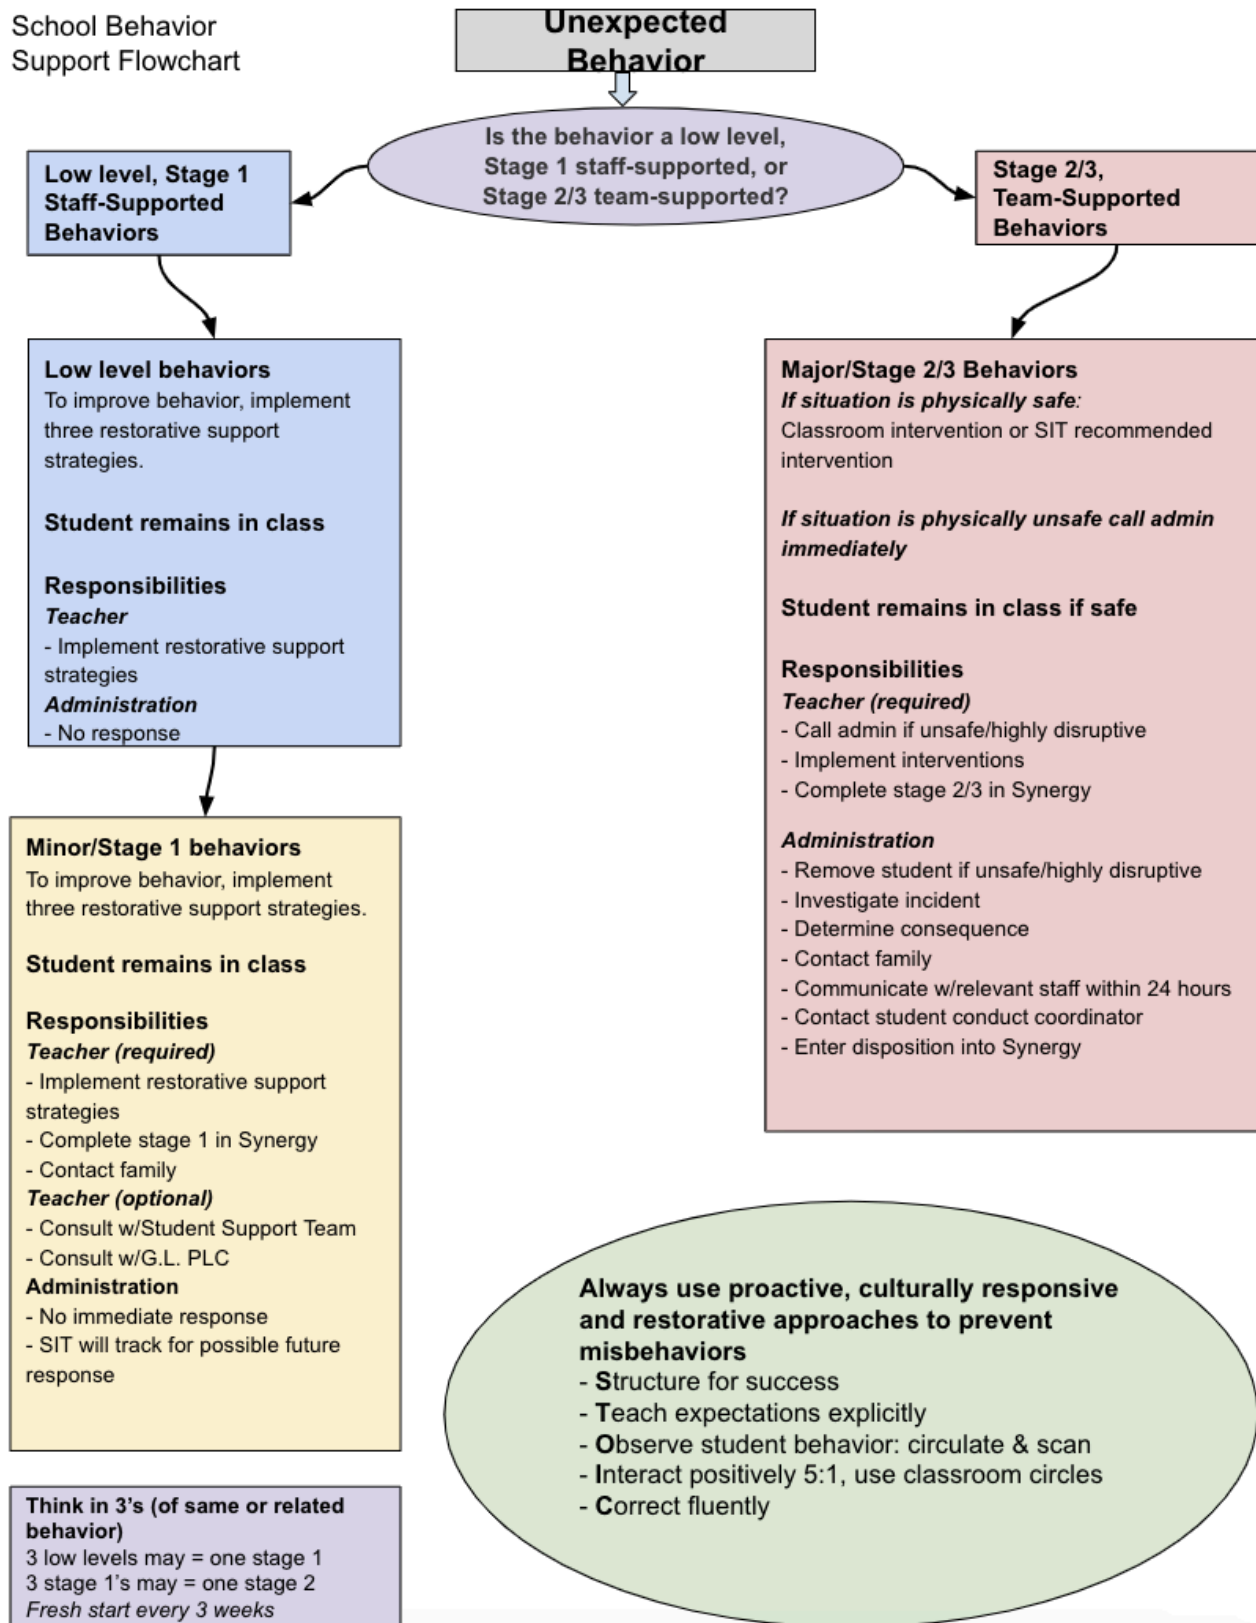 School Behavior
Support Flowchart
Unexpected
Behavior
Is the behavior a low level,
Stage 1 staff-supported, or
Stage 2/3 team-supported?
Low level, Stage 1
Staff-Supported
Behaviors
Stage 2/3,
Team-Supported
Behaviors
Low level behaviors
To improve behavior, implement
three restorative support
strategies.
Student remains in class
Responsibilities
Teacher
- Implement restorative support
strategies
Administration
- No response
Minor/Stage 1 behaviors
To improve behavior, implement
three restorative support strategies.
Student remains in class
Responsibilities
Teacher (required)
- Implement restorative support
strategies
- Complete stage 1 in Synergy
- Contact family
Teacher (optional)
- Consult w/Student Support Team
- Consult w/G.L. PLC
Administration
- No immediate response
- SIT will track for possible future
response
Think in 3's (of same or related
behavior)
3 low levels may = one stage 1
3 stage 1's may = one stage 2
Fresh start every 3 weeks
Major/Stage 2/3 Behaviors
If situation is physically safe:
Classroom intervention or SIT recommended
intervention
If situation is physically unsafe call admin
immediately
Student remains in class if safe
Responsibilities
Teacher (required)
- Call admin if unsafe/highly disruptive
- Implement interventions
- Complete stage 2/3 in Synergy
Administration
- Remove student if unsafe/highly disruptive
- Investigate incident
- Determine consequence
- Contact family
- Communicate w/relevant staff within 24 hours
- Contact student conduct coordinator
- Enter disposition into Synergy
Always use proactive, culturally responsive
and restorative approaches to prevent
misbehaviors
- Structure for success
- Teach expectations explicitly
- Observe student behavior: circulate & scan
- Interact positively 5:1, use classroom circles
- Correct fluently